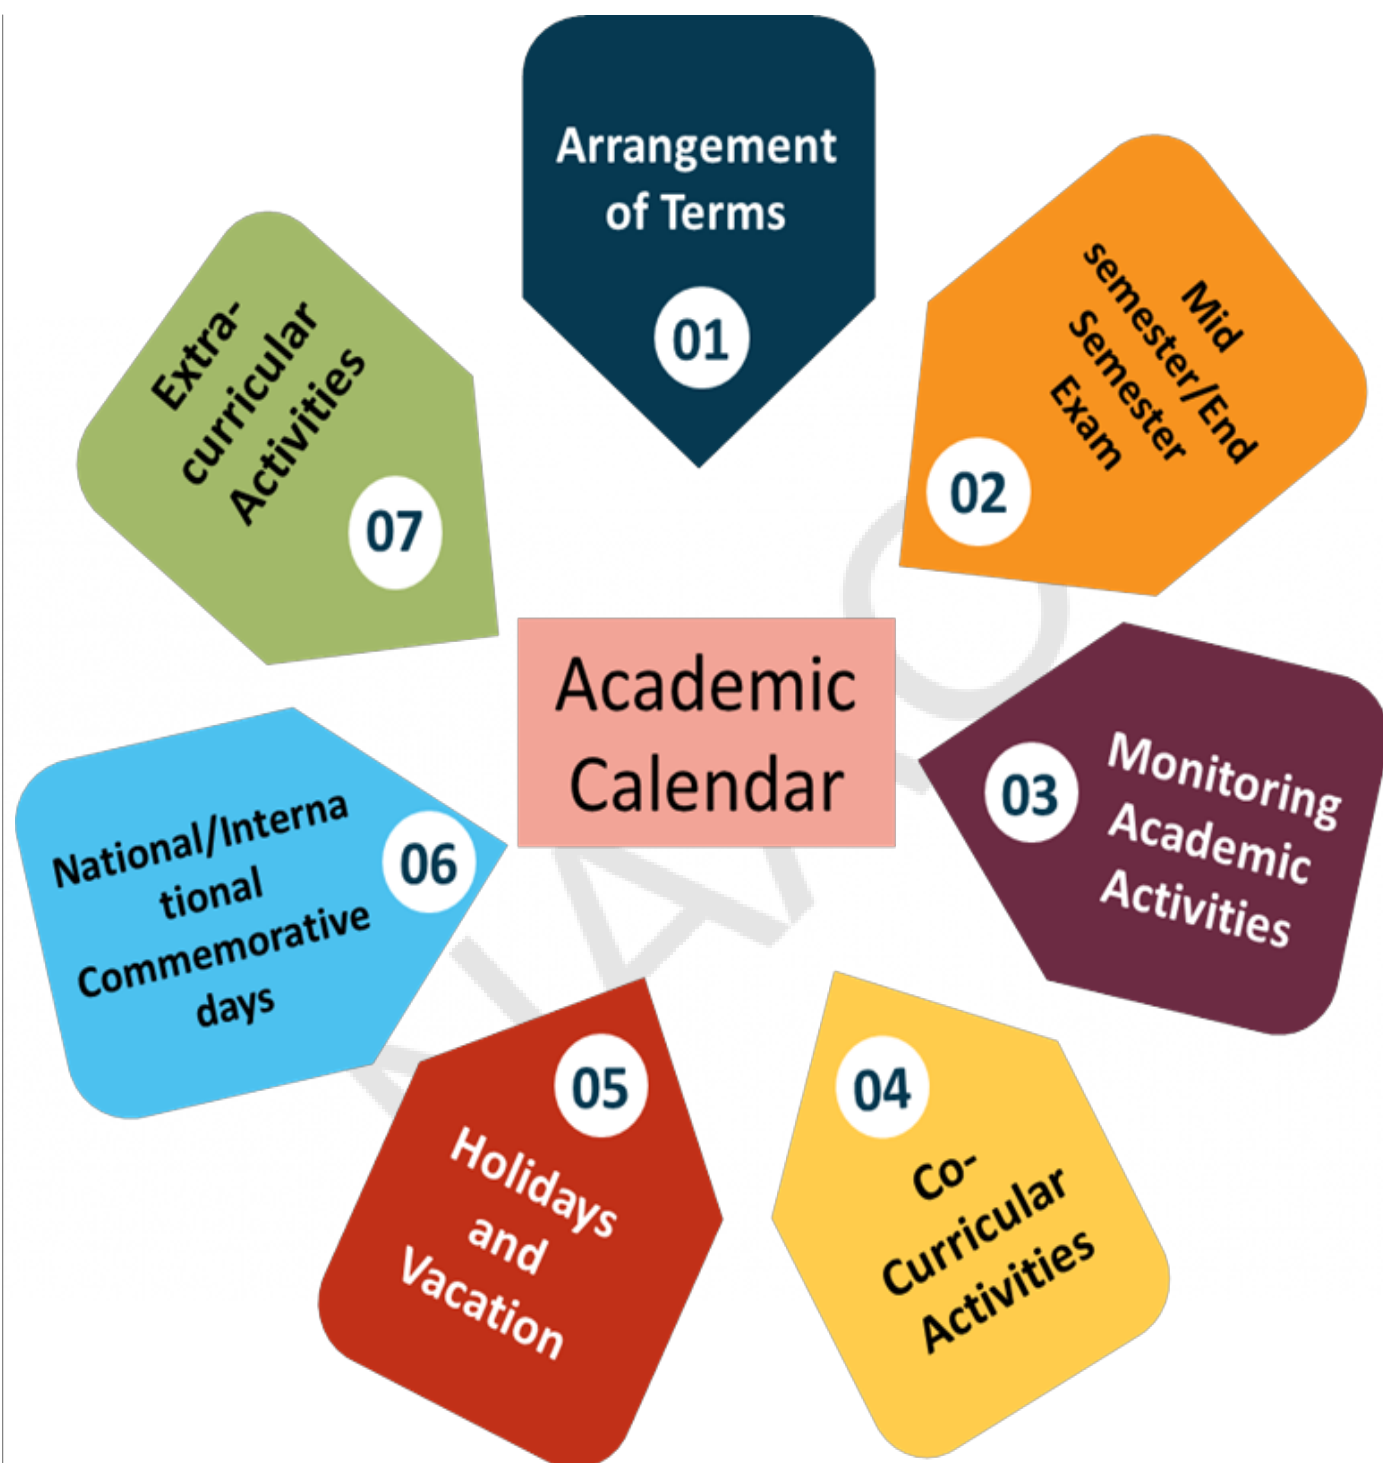 Arrangement
of Terms
01
Mid
semester/End
Semester
Exam
02
03
Monitoring
Academic
Activities
04
Co-
Curricular
Activities
05
Holidays
and
Vacation
06
National/Interna
tional
Commemorative
days
07
Extra-
curricular
Activities
Academic
Calendar